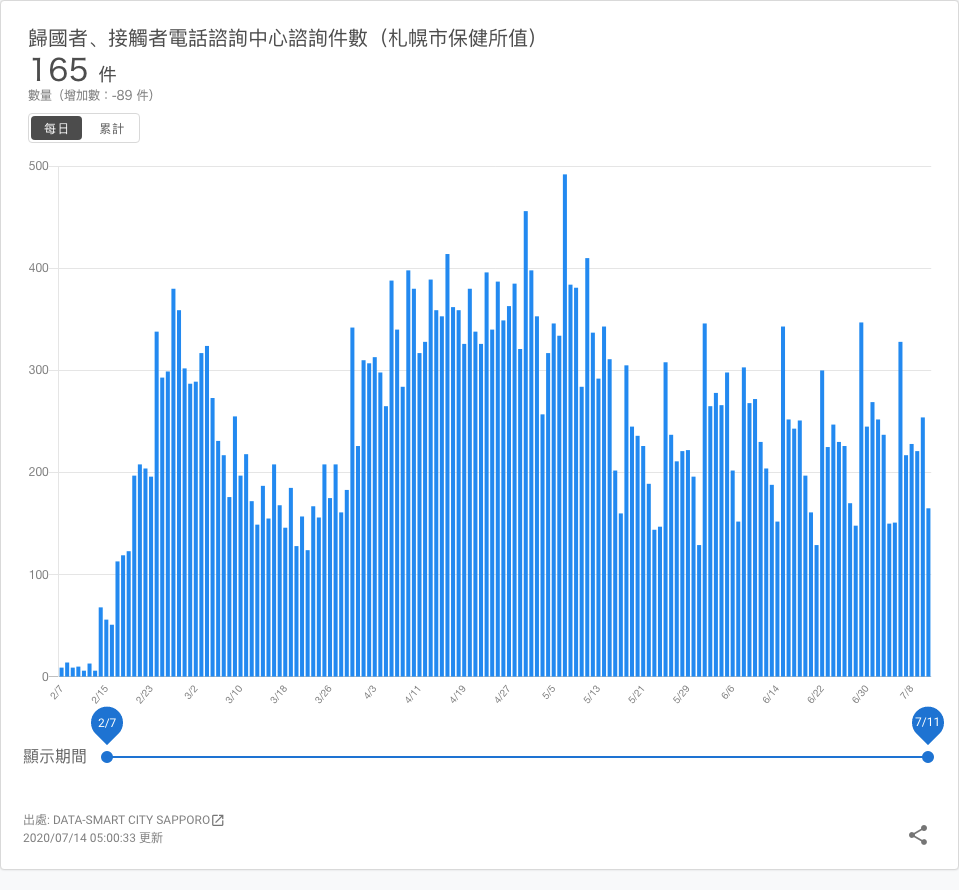 歸國者、接觸者電話諮詢中心諮詢件數（札幌市保健所值）
165 件
數量（增加數：-89 件）
每日 累計
500
400
300
200
100
0
2/7 2/15 2/23 3/2 3/10 3/18 3/26 4/3 4/11 4/19 4/27 5/5 5/13 5/21 5/29 6/6 6/14 6/22 6/30 7/8
2/7 7/11
顯示期間
出處: DATA-SMART CITY SAPPORO
2020/07/14 05:00:33 更新